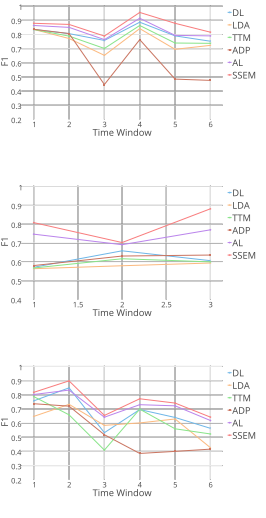 1
0.9
0.8
0.7
0.6
0.5
0.4
0.3
0.2
F1
1 2 3 4 5 6
Time Window
DL
LDA
TTM
ADP
AL
SSEM
1
0.9
0.8
0.7
0.6
0.5
0.4
F1
1 1.5 2 2.5 3
Time Window
DL
LDA
TTM
ADP
AL
SSEM
1
0.9
0.8
0.7
0.6
0.5
0.4
0.3
0.2
F1
1 2 3 4 5 6
Time Window
DL
LDA
TTM
ADP
AL
SSEM